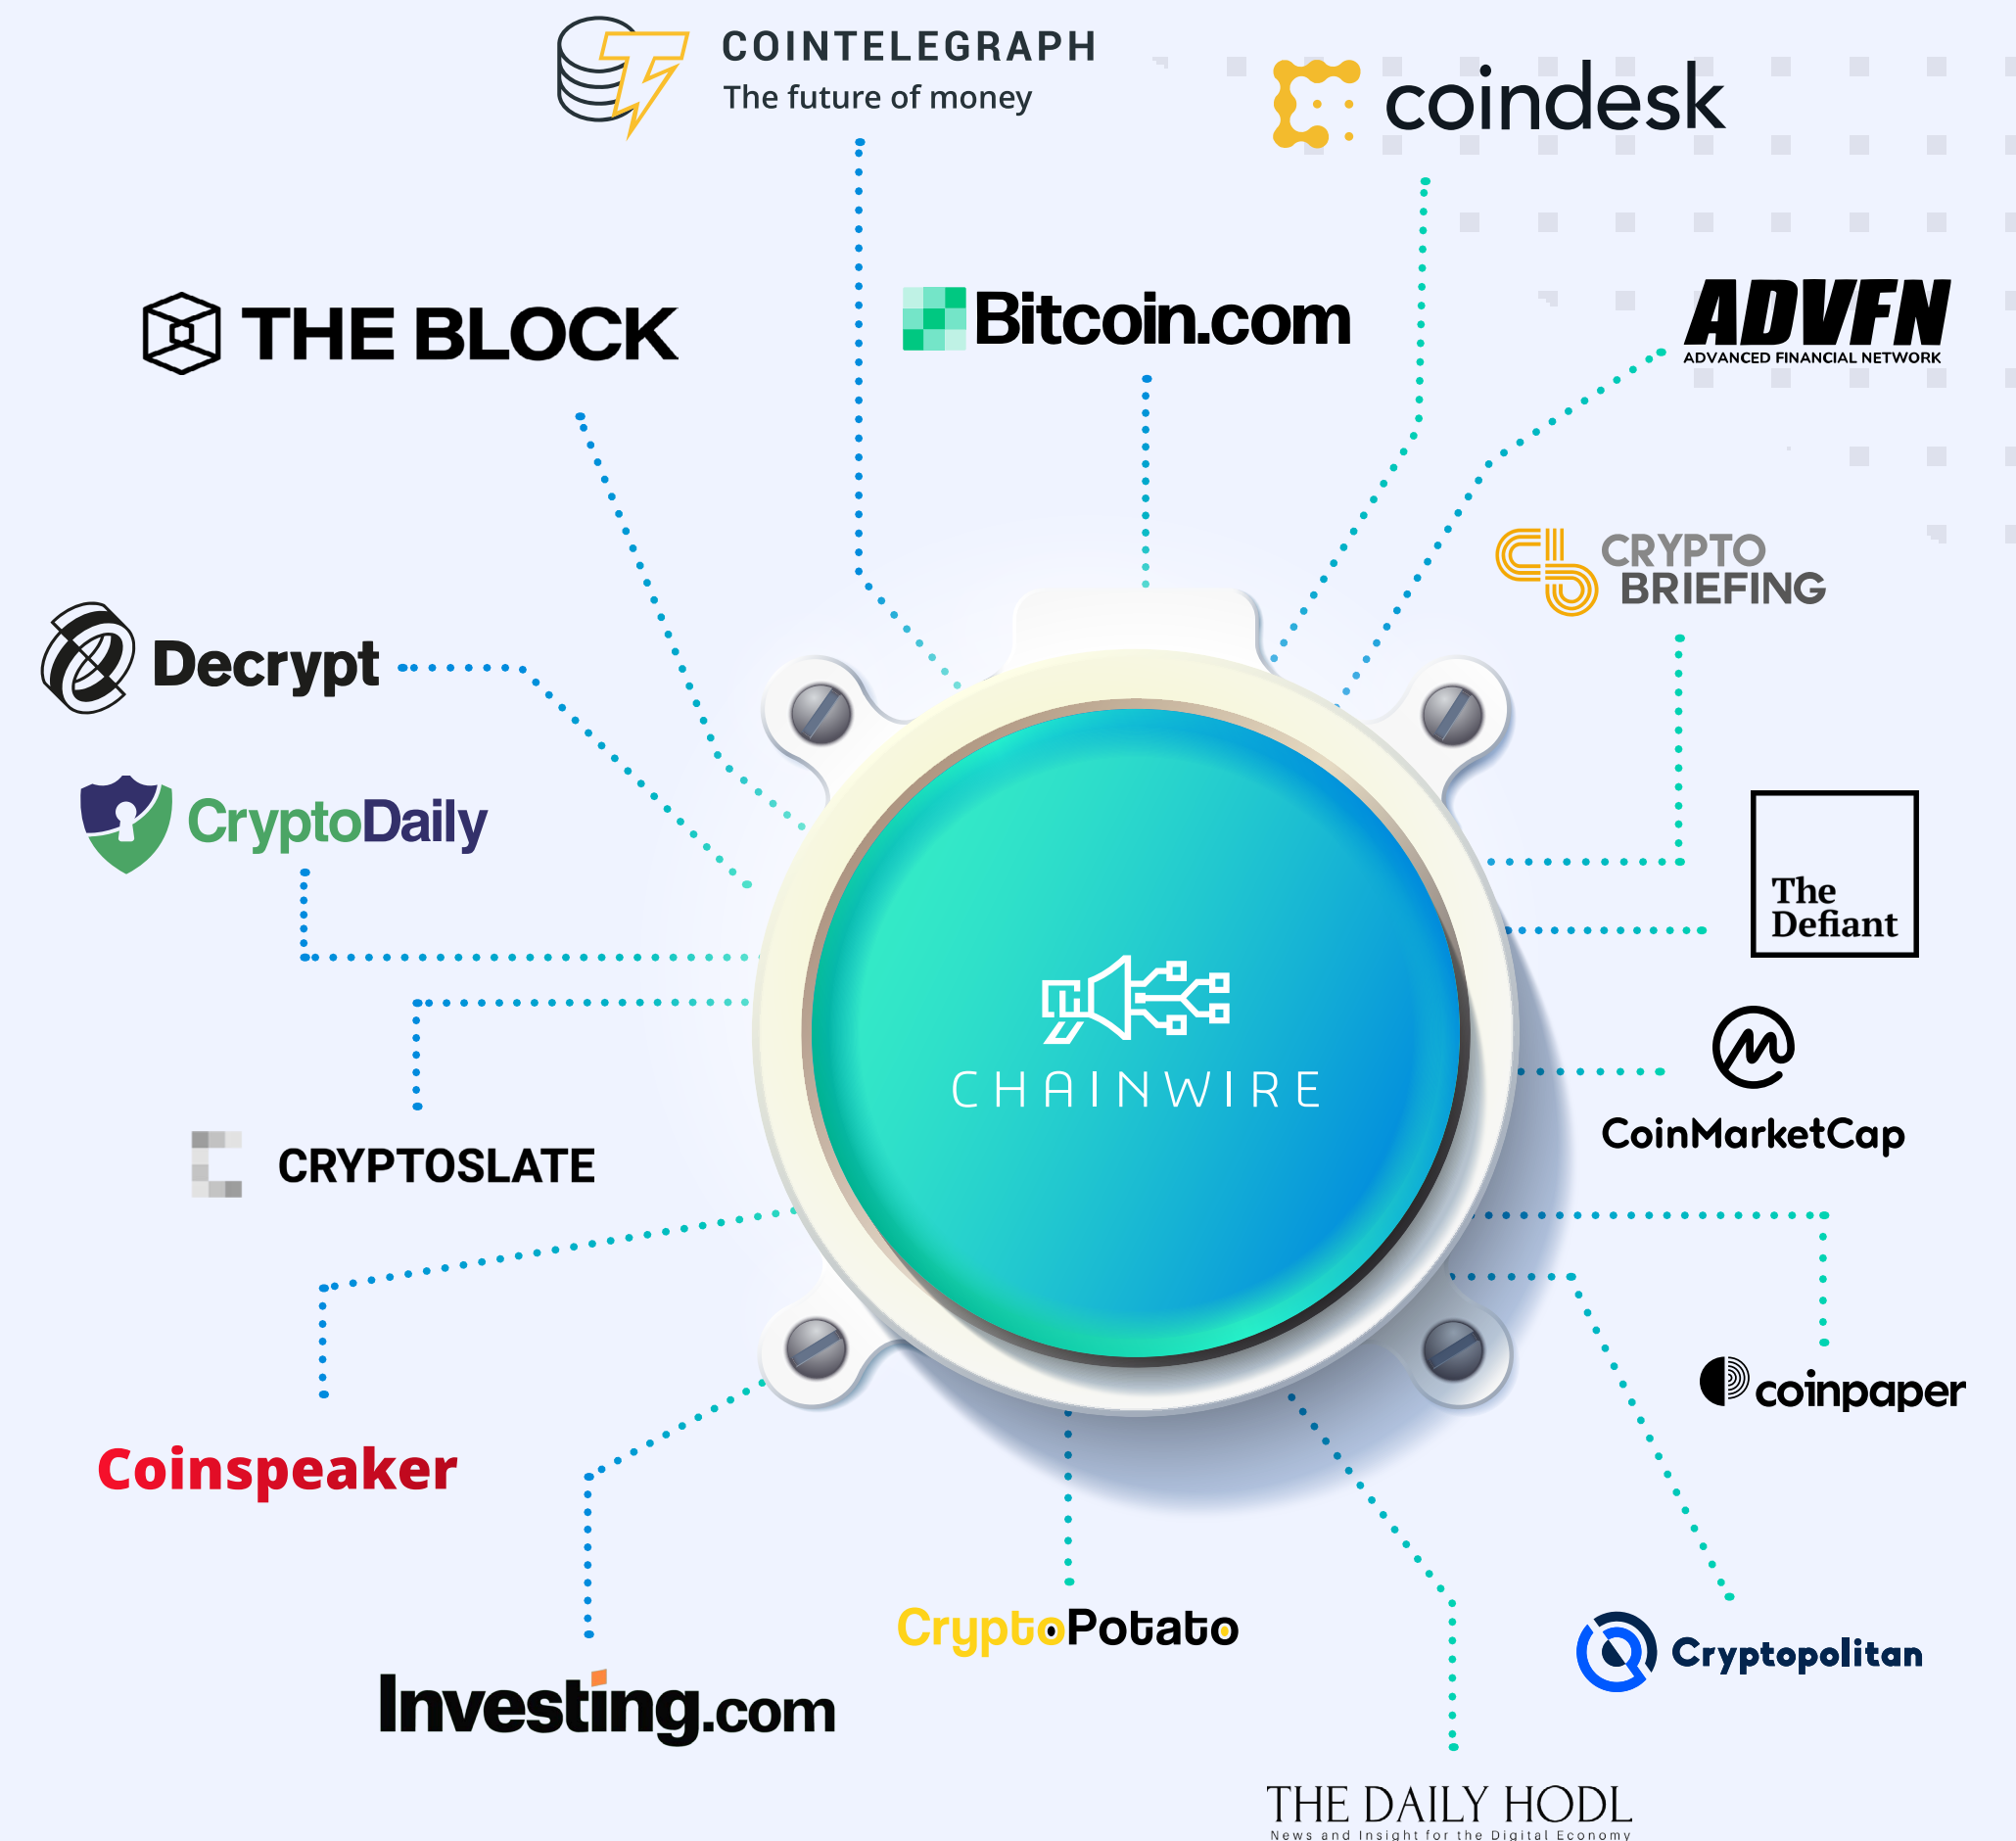 COINTELEGRAPH
The future of money
coindesk
THE BLOCK
Bitcoin.com
ADVFN
ADVANCED FINANCIAL NETWORK
CRYPTO
BRIEFING
Decrypt
CryptoDaily
The
Defiant
CHAINWIRE
CoinMarketCap
CRYPTOSLATE
coinpaper
Coinspeaker
CryptoPotato
Cryptopolitan
Investing.com
THE DAILY HODL
News and Insight for the Digital Economy